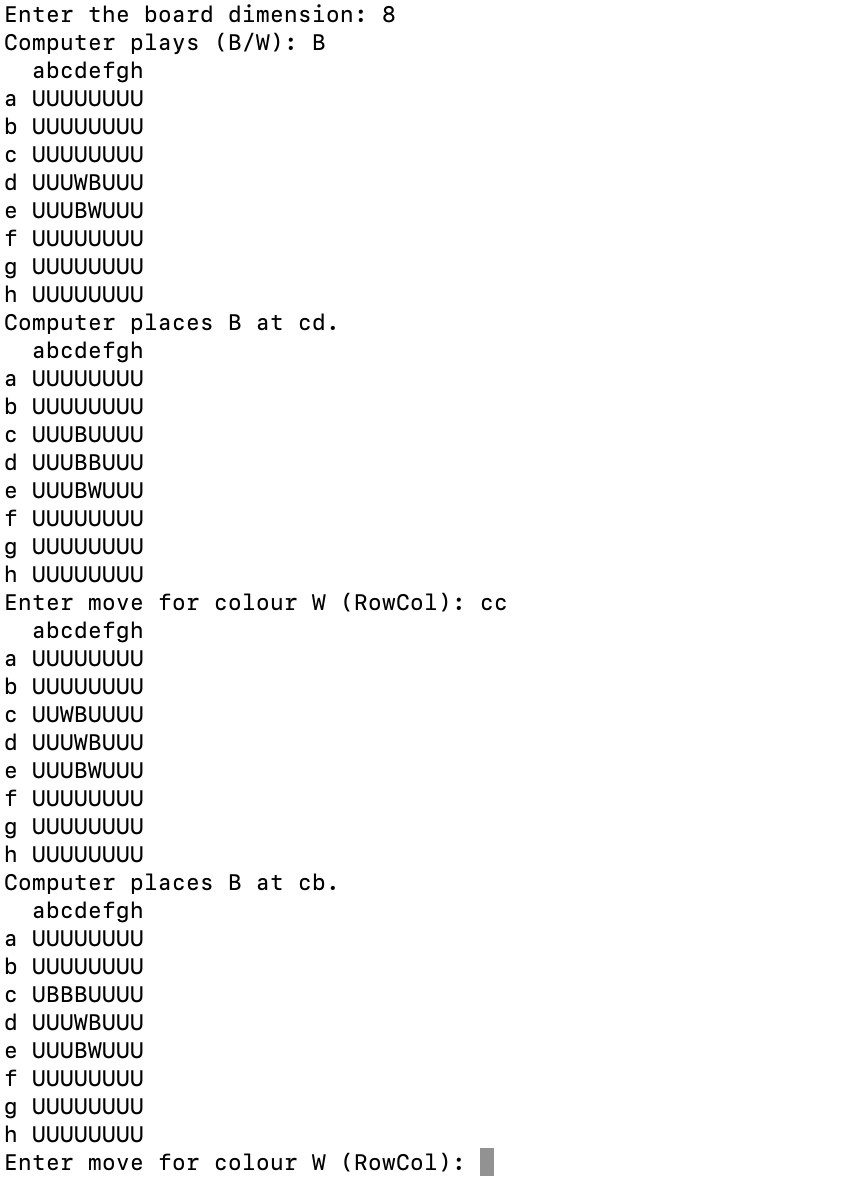 Enter the board dimension: 8
Computer plays (B/W): B
  abcdefgh
a UUUUUUUU
b UUUUUUUU
c UUUUUUUU
d UUUWBUUU
e UUUBWUUU
f UUUUUUUU
g UUUUUUUU
h UUUUUUUU
Computer places B at cd.
  abcdefgh
a UUUUUUUU
b UUUUUUUU
c UUUBUUUU
d UUUBBUUU
e UUUBWUUU
f UUUUUUUU
g UUUUUUUU
h UUUUUUUU
Enter move for colour W (RowCol): cc
  abcdefgh
a UUUUUUUU
b UUUUUUUU
c UUWBUUUU
d UUUWBUUU
e UUUBWUUU
f UUUUUUUU
g UUUUUUUU
h UUUUUUUU
Computer places B at cb.
  abcdefgh
a UUUUUUUU
b UUUUUUUU
c UBBBUUUU
d UUUWBUUU
e UUUBWUUU
f UUUUUUUU
g UUUUUUUU
h UUUUUUUU
Enter move for colour W (RowCol):